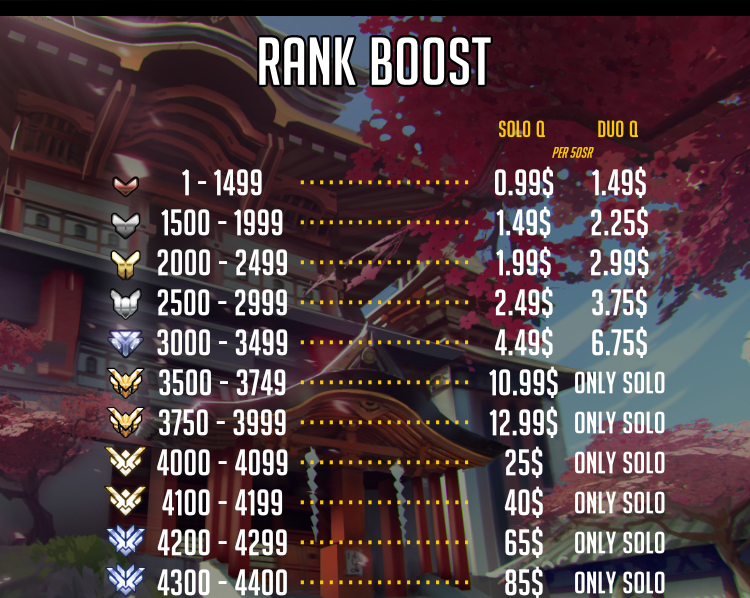 RANK BOOST
SOLO Q DUO Q
PER 50SR
1 - 1499 0.99$ 1.49$
1500 - 1999 1.49$ 2.25$
2000 - 2499 1.99$ 2.99$
2500 - 2999 2.49$ 3.75$
3000 - 3499 4.49$ 6.75$
3500 - 3749 10.99$ ONLY SOLO
3750 - 3999 12.99$ ONLY SOLO
4000 - 4099 25$ ONLY SOLO
4100 - 4199 40$ ONLY SOLO
4200 - 4299 65$ ONLY SOLO
4300 - 4400 85$ ONLY SOLO